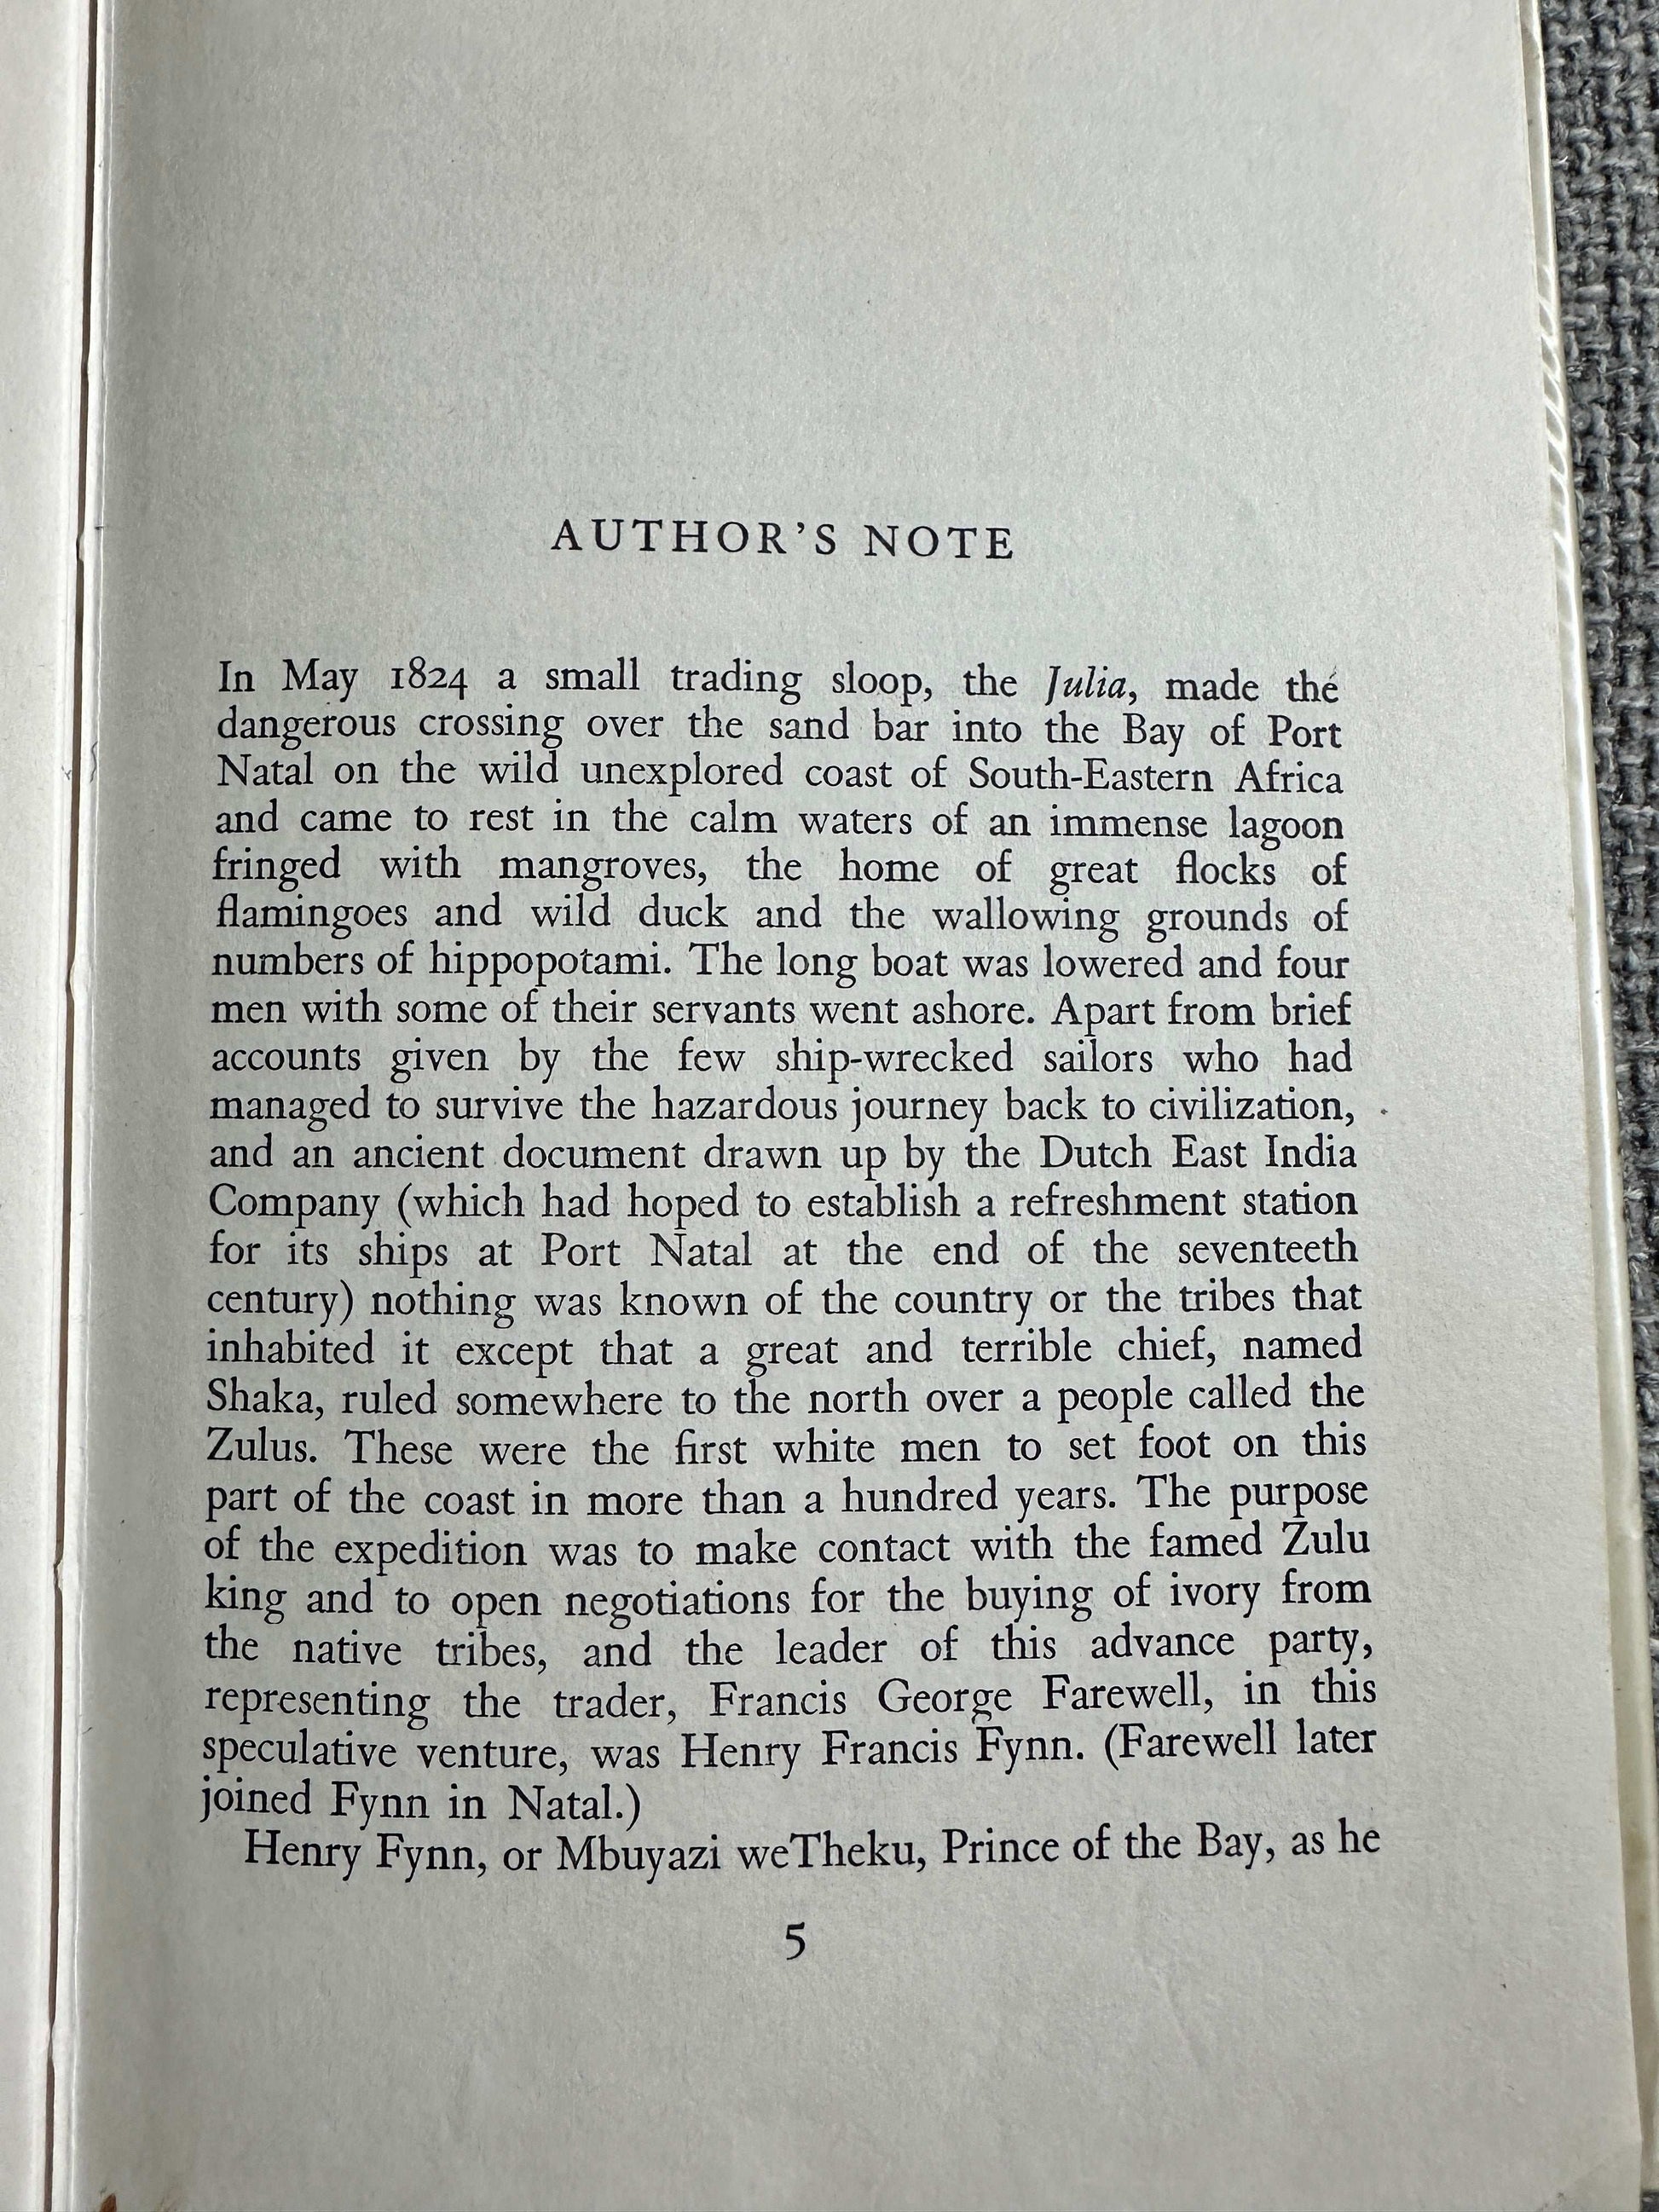 AUTHOR'S NOTE
In May 1824 a small trading sloop, the Julia, made the
dangerous crossing over the sand bar into the Bay of Port
Natal on the wild unexplored coast of South-Eastern Africa
and came to rest in the calm waters of an immense lagoon
fringed with mangroves, the home of great flocks of
flamingoes and wild duck and the wallowing grounds of
numbers of hippopotami. The long boat was lowered and four
men with some of their servants went ashore. Apart from brief
accounts given by the few ship-wrecked sailors who had
managed to survive the hazardous journey back to civilization,
and an ancient document drawn up by the Dutch East India
Company (which had hoped to establish a refreshment station
for its ships at Port Natal at the end of the seventeeth
century) nothing was known of the country or the tribes that
inhabited it except that a great and terrible chief, named
Shaka, ruled somewhere to the north over a people called the
Zulus. These were the first white men to set foot on this
part of the coast in more than a hundred years. The purpose
of the expedition was to make contact with the famed Zulu
king and to open negotiations for the buying of ivory from
the native tribes, and the leader of this advance party,
representing the trader, Francis George Farewell, in this
speculative venture, was Henry Francis Fynn. (Farewell later
joined Fynn in Natal.)
Henry Fynn, or Mbuyazi weTheku, Prince of the Bay, as he
5